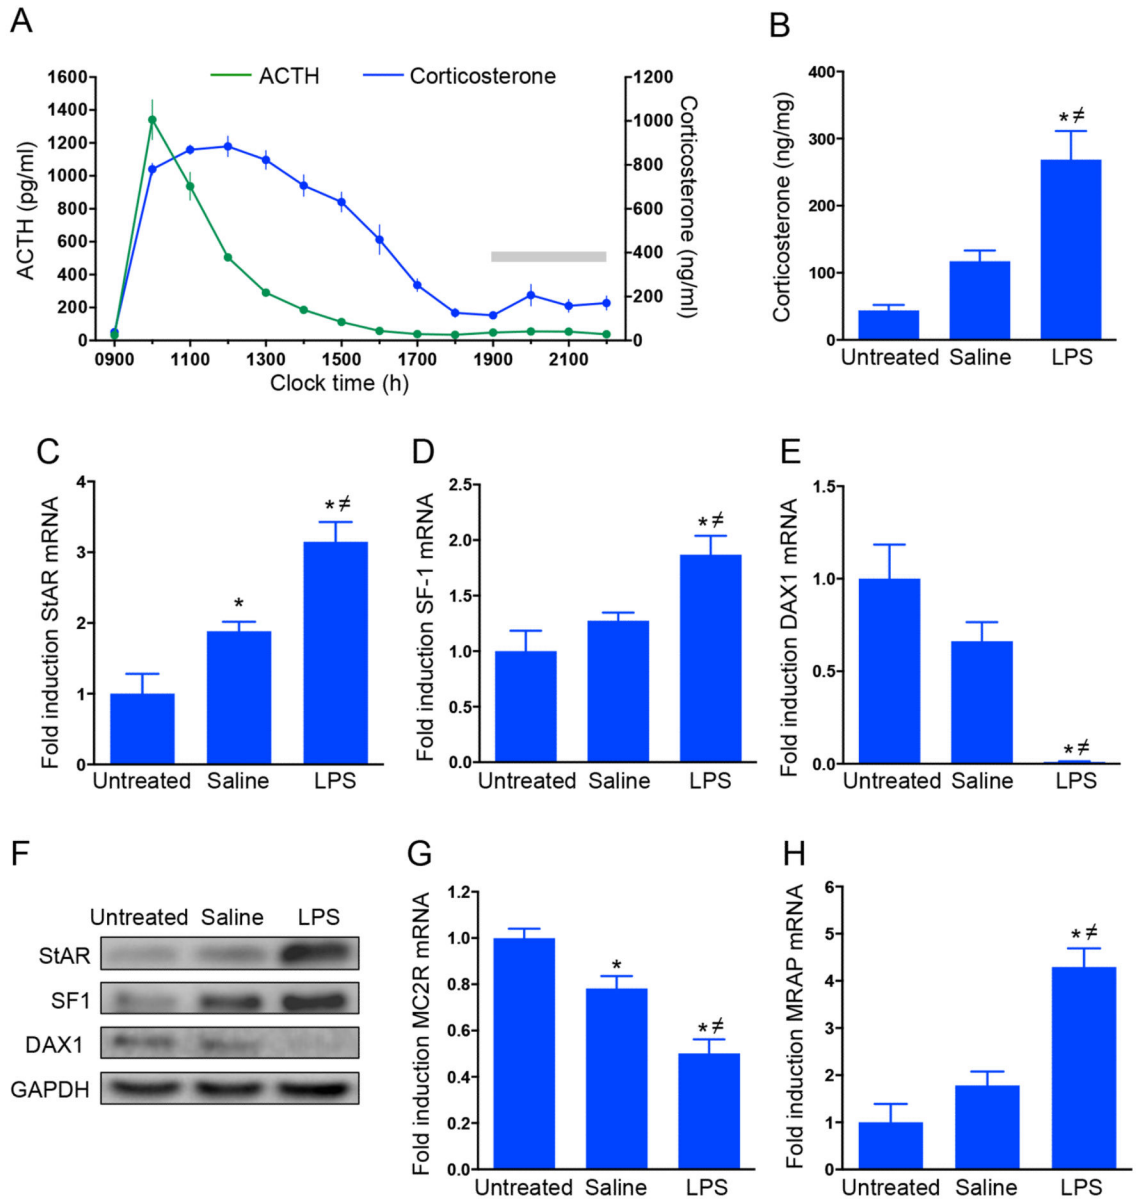 A
ACTH Corticosterone
ACTH (pg/ml)
1600
1400
1200
1000
800
600
400
200
0
1200
1000
800
600
400
200
0
Corticosterone (ng/ml)
0900 1100 1300 1500 1700 1900 2100
Clock time (h)
B
Corticosterone (ng/mg)
400
300
200
100
0
* ≠
Untreated Saline LPS
C
Fold induction StAR mRNA
4
3
2
1
0
*
* ≠
Untreated Saline LPS
D
Fold induction SF-1 mRNA
2.5
2.0
1.5
1.0
0.5
0.0
* ≠
Untreated Saline LPS
E
Fold induction DAX1 mRNA
1.5
1.0
0.5
0.0
* ≠
Untreated Saline LPS
F
Untreated Saline LPS
StAR
SF1
DAX1
GAPDH
G
Fold induction MC2R mRNA
1.2
1.0
0.8
0.6
0.4
0.2
0.0
*
* ≠
Untreated Saline LPS
H
Fold induction MRAP mRNA
6
5
4
3
2
1
0
* ≠
Untreated Saline LPS